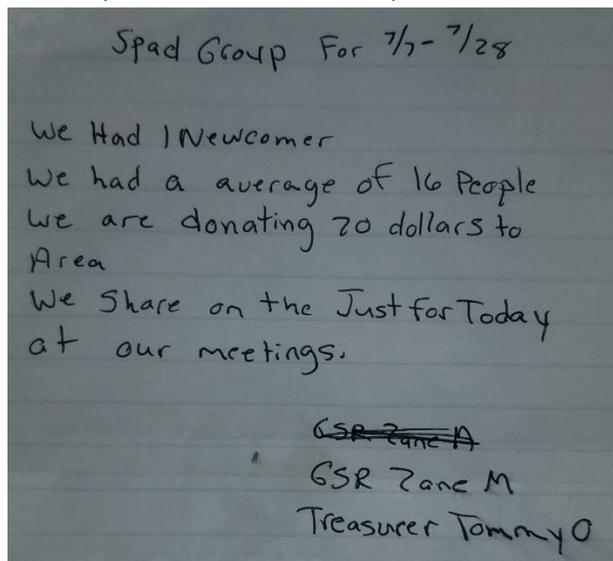 Spad Group For 7/7 - 7/28
We Had 1 Newcomer
We had a average of 16 People
we are donating 20 dollars to
Area
We Share on the Just for Today
at our meetings.
GSR Zane A
GSR Zane M
Treasurer Tommy O